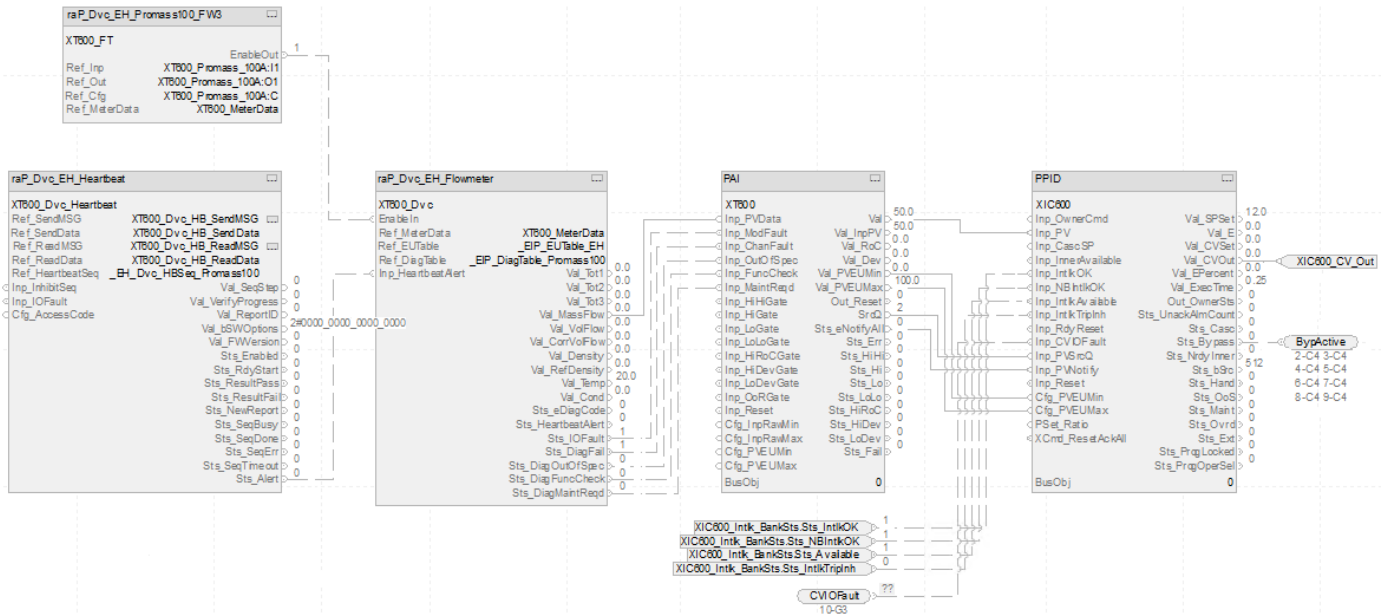 raP_Dvc_EH_Promass100_FW3
XT600_FT
EnableOut
1
Ref_Inp XT600_Promass_100A:I1
Ref_Out XT600_Promass_100A:O1
Ref_Cfg XT600_Promass_100A:C
Ref_MeterData XT600_MeterData
raP_Dvc_EH_Heartbeat
XT600_Dvc_Heartbeat
Ref_SendMSG XT600_Dvc_HB_SendMSG
Ref_SendData XT600_Dvc_HB_SendData
Ref_ReadMSG XT600_Dvc_HB_ReadMSG
Ref_ReadData XT600_Dvc_HB_ReadData
Ref_HeartbeatSeq _EH_Dvc_HBSeq_Promass100
Inp_InhibitSeq Val_SeqStep 0
Inp_IOFault Val_VerifyProgress 0
Cfg_AccessCode Val_ReportID 0
Val_bSWOptions 2#0000_0000_0000_0000
Val_FWVersion 0
Sts_Enabled 0
Sts_RdyStart 0
Sts_ResultPass 0
Sts_ResultFail 0
Sts_NewReport 0
Sts_SeqBusy 0
Sts_SeqDone 0
Sts_SeqErr 0
Sts_SeqTimeout 0
Sts_Alert 0
raP_Dvc_EH_Flowmeter
XT600_Dvc
EnableIn
Ref_MeterData XT600_MeterData
Ref_EUTable _EIP_EUTable_EH
Ref_DiagTable _EIP_DiagTable_Promass100
Inp_HeartbeatAlert Val_Tot1 0.0
Val_Tot2 0.0
Val_Tot3 0.0
Val_MassFlow 0.0
Val_VolFlow 0.0
Val_CorrVolFlow 0.0
Val_Density 0.0
Val_RefDensity 0.0
Val_Temp 20.0
Val_Cond 0.0
Sts_eDiagCode 0
Sts_HeartbeatAlert 0
Sts_IOFault 1
Sts_DiagFail 1
Sts_DiagOutOfSpec 0
Sts_DiagFuncCheck 0
Sts_DiagMaintReqd 0
PAI
XT600
Inp_PVData Val 50.0
Inp_ModFault Val_InpPV 50.0
Inp_ChanFault Val_RoC 0.0
Inp_OutOfSpec Val_Dev 0.0
Inp_FuncCheck Val_PVEUMin 0.0
Inp_MaintReqd Val_PVEUMax 100.0
Inp_HiHiGate Out_Reset 0
Inp_HiGate SrcQ 2
Inp_LoGate Sts_eNotifyAll 0
Inp_LoLoGate Sts_Err 0
Inp_HiRoCGate Sts_HiHi 0
Inp_HiDevGate Sts_Hi 0
Inp_LoDevGate Sts_Lo 0
Inp_OoRGate Sts_LoLo 0
Inp_Reset Sts_HiRoC 0
Cfg_InpRawMin Sts_HiDev 0
Cfg_InpRawMax Sts_LoDev 0
Cfg_PVEUMin Sts_Fail 0
Cfg_PVEUMax
BusObj 0
PPID
XIC600
Inp_OwnerCmd Val_SPSet 12.0
Inp_PV Val_E 0.0
Inp_CascSP Val_CVSet 0.0
Inp_InnerAvailable Val_CVOut 0.0
Inp_IntlkOK Val_EPercent 0.0
Inp_NBIntlkOK Val_ExecTime 0.25
Inp_IntlkAvailable Out_OwnerSts 0
Inp_IntlkTripInh Sts_UnackAlmCount 0
Inp_RdyReset Sts_Casc 0
Inp_CVIOFault Sts_Bypass 0
Inp_PVSrcQ Sts_NrdyInner 0
Inp_PVNotify Sts_bSrc 512
Inp_Reset Sts_Hand 0
Cfg_PVEUMin Sts_OoS 0
Cfg_PVEUMax Sts_Maint 0
PSet_Ratio Sts_Ovrd 0
XCmd_ResetAckAll Sts_Ext 0
Sts_ProgLocked 0
Sts_ProgOperSel 0
BusObj 0
XIC600_CV_Out
BypActive
2-C4 3-C4
4-C4 5-C4
6-C4 7-C4
8-C4 9-C4
XIC600_Intlk_BankSts.Sts_IntlkOK 1
XIC600_Intlk_BankSts.Sts_NBIntlkOK 1
XIC600_Intlk_BankSts.Sts_Available 1
XIC600_Intlk_BankSts.Sts_IntlkTripInh 0
CVIOFault ??
10-G3